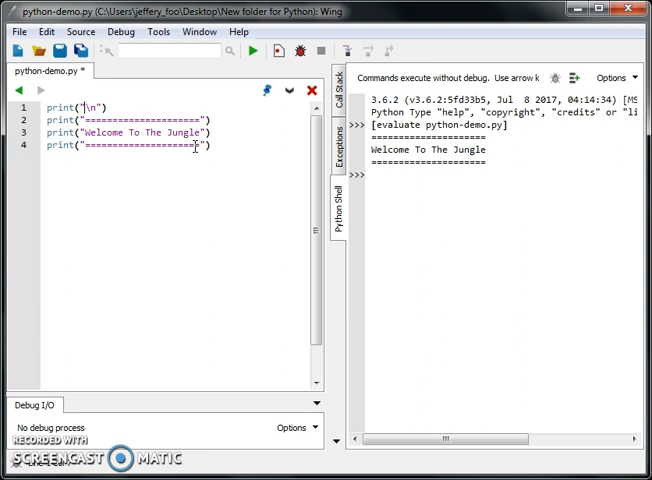 python-demo.py (C:\Users\jeffery_foo\Desktop\New folder for Python): Wing
File Edit Source Debug Tools Window Help
python-demo.py *
1 print("\n")
2 print("=====================")
3 print("Welcome To The Jungle")
4 print("=====================")
Call Stack
Exceptions
Python Shell
Commands execute without debug. Use arrow k
Options
3.6.2 (v3.6.2:5fd33b5, Jul 8 2017, 04:14:34) [MS
Python Type "help", "copyright", "credits" or "li
>>> [evaluate python-demo.py]
=====================
Welcome To The Jungle
=====================
>>>
Debug I/O
No debug process
Options
RECORDED WITH
SCREENCAST MATIC